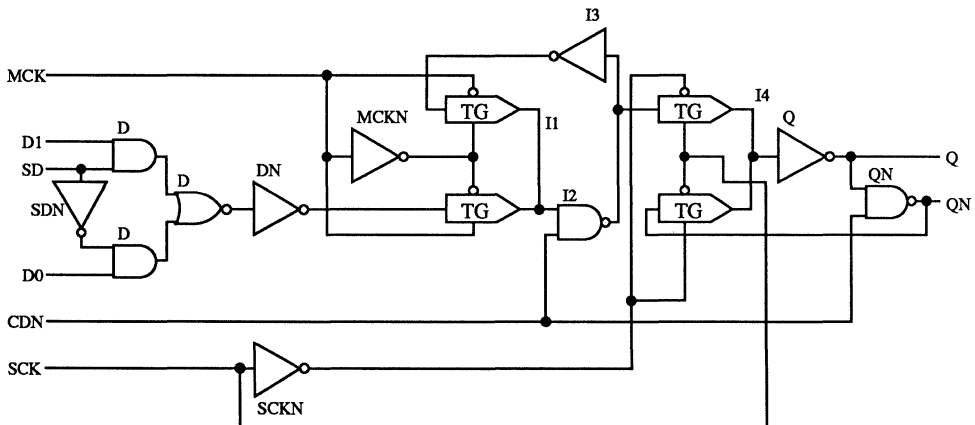 I3
MCK
TG
TG
I4
MCKN
I1
Q
D
D1
Q
SD
D
DN
QN
I2
SDN
TG
TG
QN
D
D0
CDN
SCK
SCKN